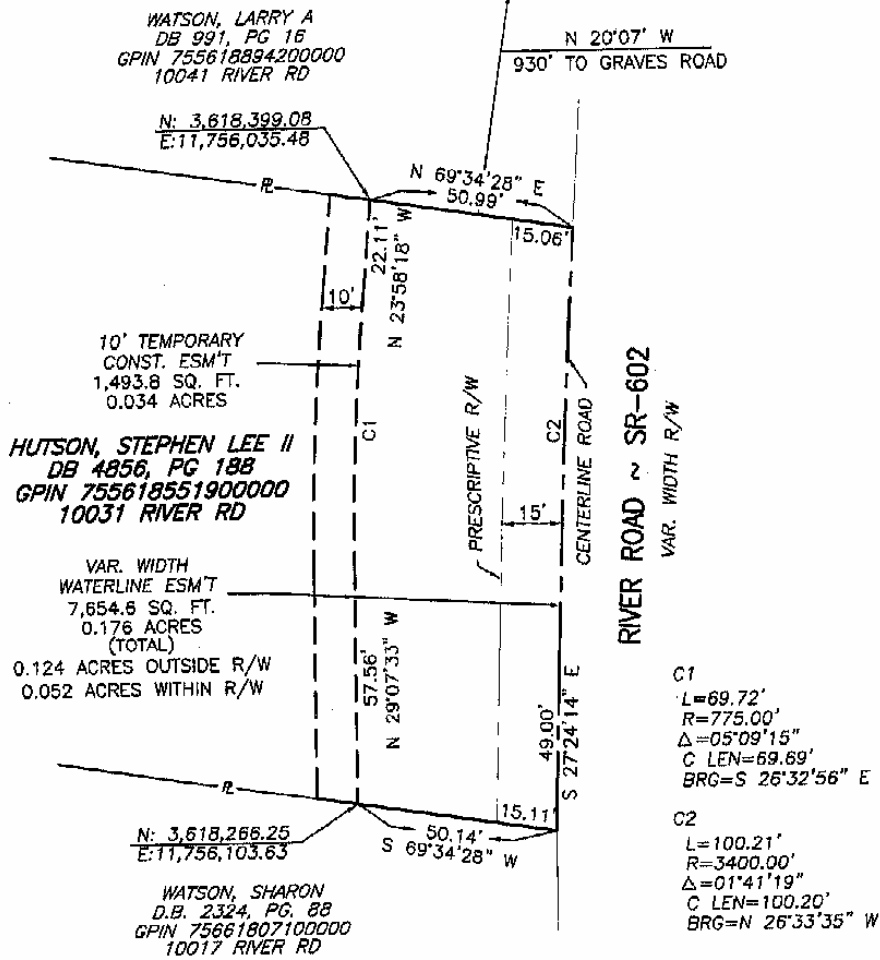 WATSON, LARRY A
DB 991, PG 16
GPIN 755618894200000
10041 RIVER RD
N 20°07' W
930' TO GRAVES ROAD
N: 3,618,399.08
E:11,756,035.48
N 69°34'28" E
50.99'
PL
15.06'
22.11'
N 23°58'18" W
10'
10' TEMPORARY
CONST. ESM'T
1,493.8 SQ. FT.
0.034 ACRES
HUTSON, STEPHEN LEE II
DB 4856, PG 188
GPIN 755618551900000
10031 RIVER RD
C1
PRESCRIPTIVE R/W
C2
15'
CENTERLINE ROAD
RIVER ROAD ~ SR-602
VAR. WIDTH R/W
VAR. WIDTH
WATERLINE ESM'T
7,654.6 SQ. FT.
0.176 ACRES
(TOTAL)
0.124 ACRES OUTSIDE R/W
0.052 ACRES WITHIN R/W
57.56'
N 29°07'33" W
49.00'
S 27°24'14" E
PL
15.11'
50.14'
S 69°34'28" W
N: 3,618,266.25
E:11,756,103.63
WATSON, SHARON
D.B. 2324, PG. 88
GPIN 75661807100000
10017 RIVER RD
C1
L=69.72'
R=775.00'
Δ=05°09'15"
C LEN=69.69'
BRG=S 26°32'56" E
C2
L=100.21'
R=3400.00'
Δ=01°41'19"
C LEN=100.20'
BRG=N 26°33'35" W